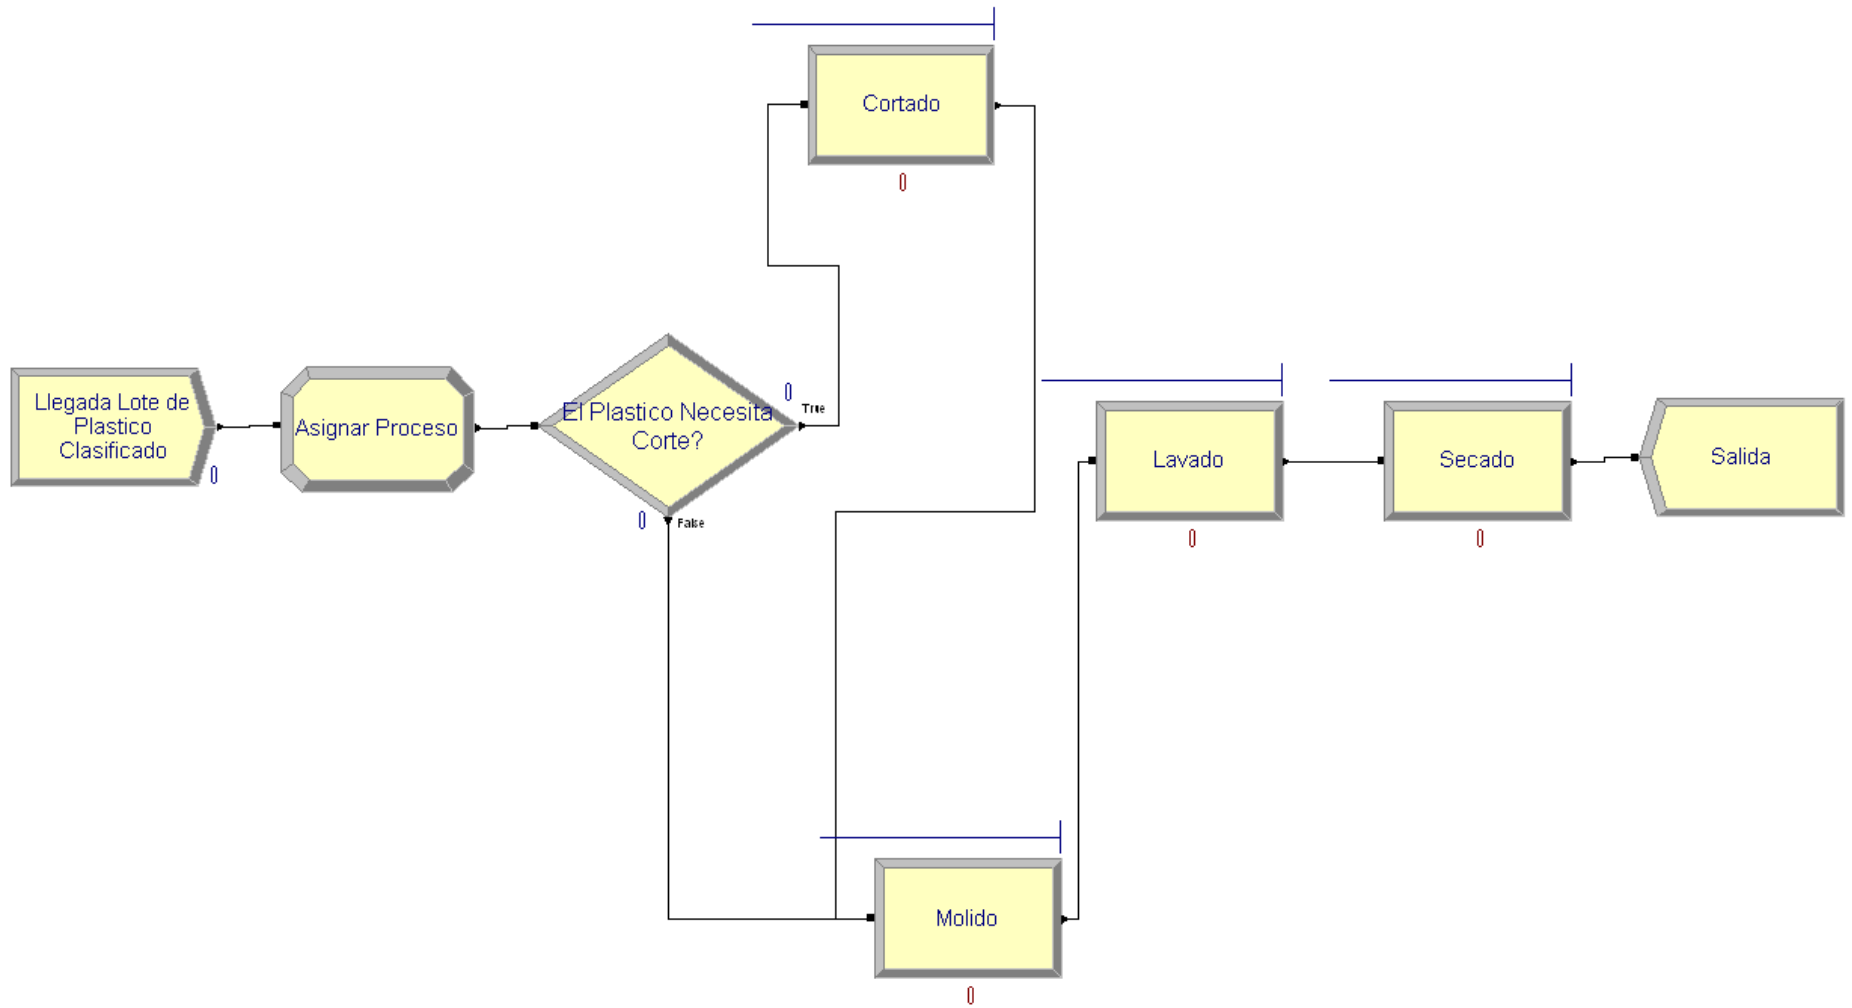 Cortado
0
Llegada Lote de
Plastico
Clasificado
0
Asignar Proceso
El Plastico Necesita
Corte?
0
True
0
False
Lavado
0
Secado
0
Salida
Molido
0